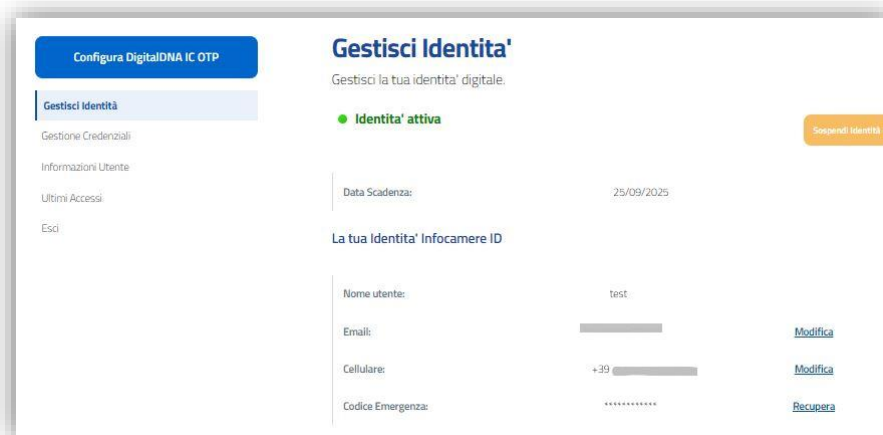 Configura DigitalDNA IC OTP
Gestisci Identità
Gestione Credenziali
Informazioni Utente
Ultimi Accessi
Esci
Gestisci Identita'
Gestisci la tua identita' digitale.
Identita' attiva
Sospendi Identità
Data Scadenza: 25/09/2025
La tua Identita' Infocamere ID
Nome utente: test
Email: Modifica
Cellulare: +39 Modifica
Codice Emergenza: ************ Recupera